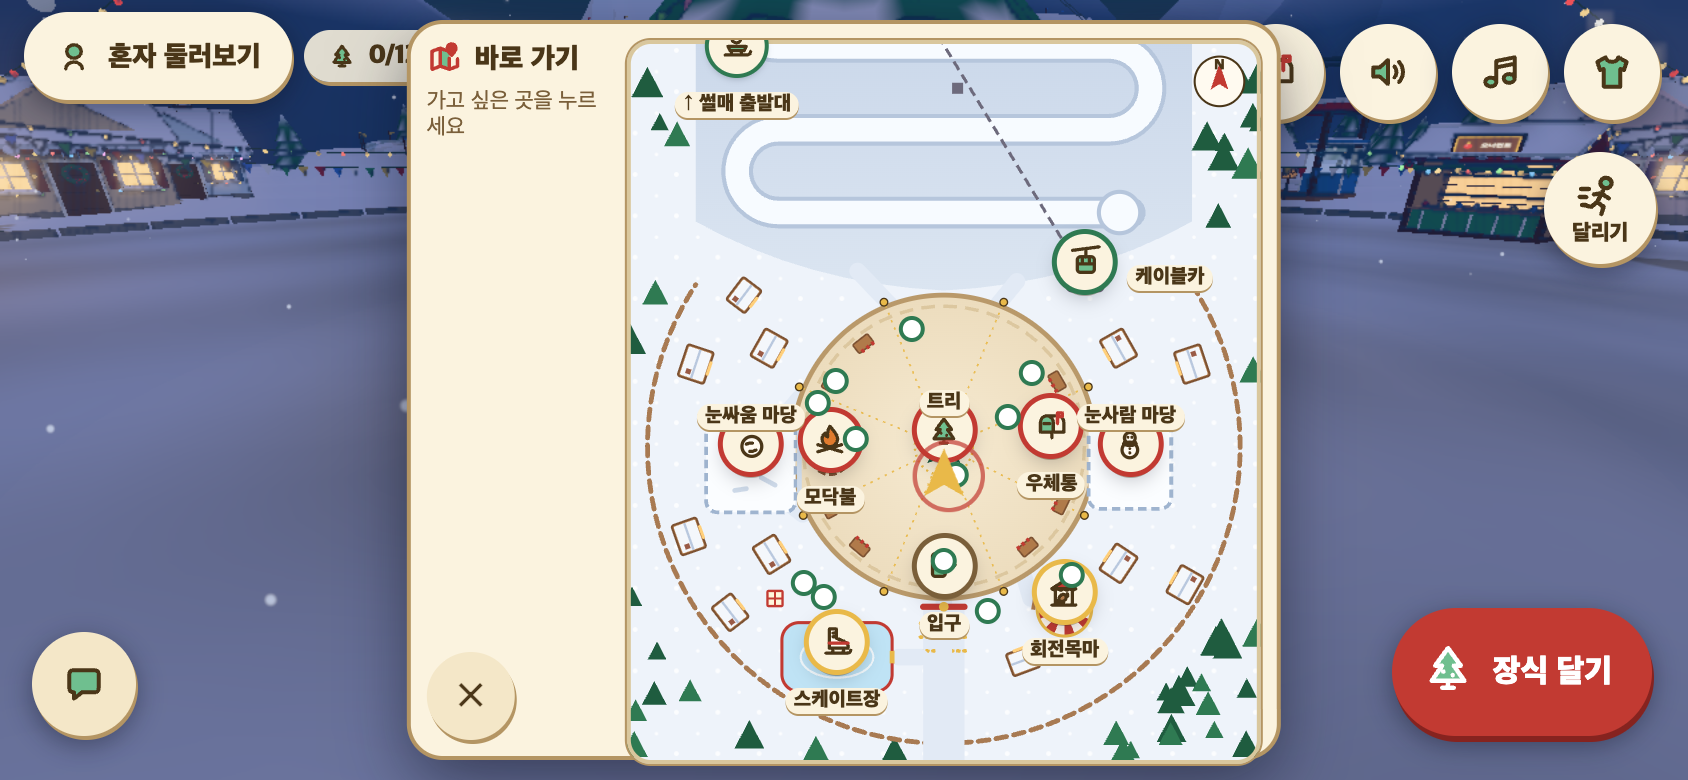 혼자 둘러보기
0/1
바로 가기
가고 싶은 곳을 누르
세요
N
↑ 썰매 출발대
달리기
케이블카
트리
눈싸움 마당
눈사람 마당
모닥불
우체통
입구
회전목마
스케이트장
장식 달기